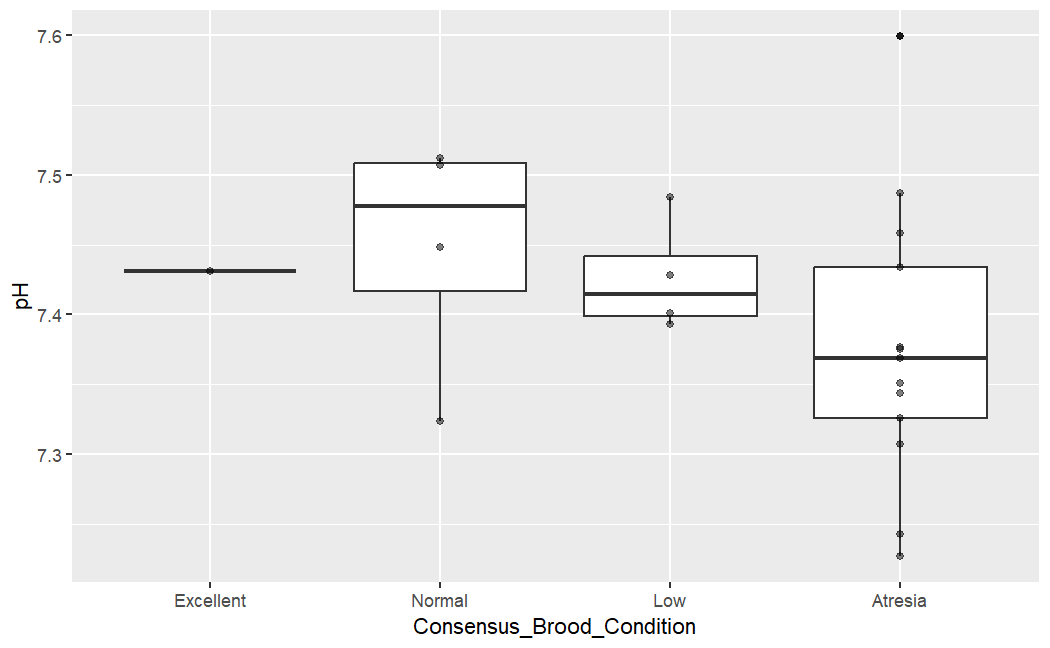 7.6
7.5
7.4
7.3
pH
Excellent Normal Low Atresia
Consensus_Brood_Condition